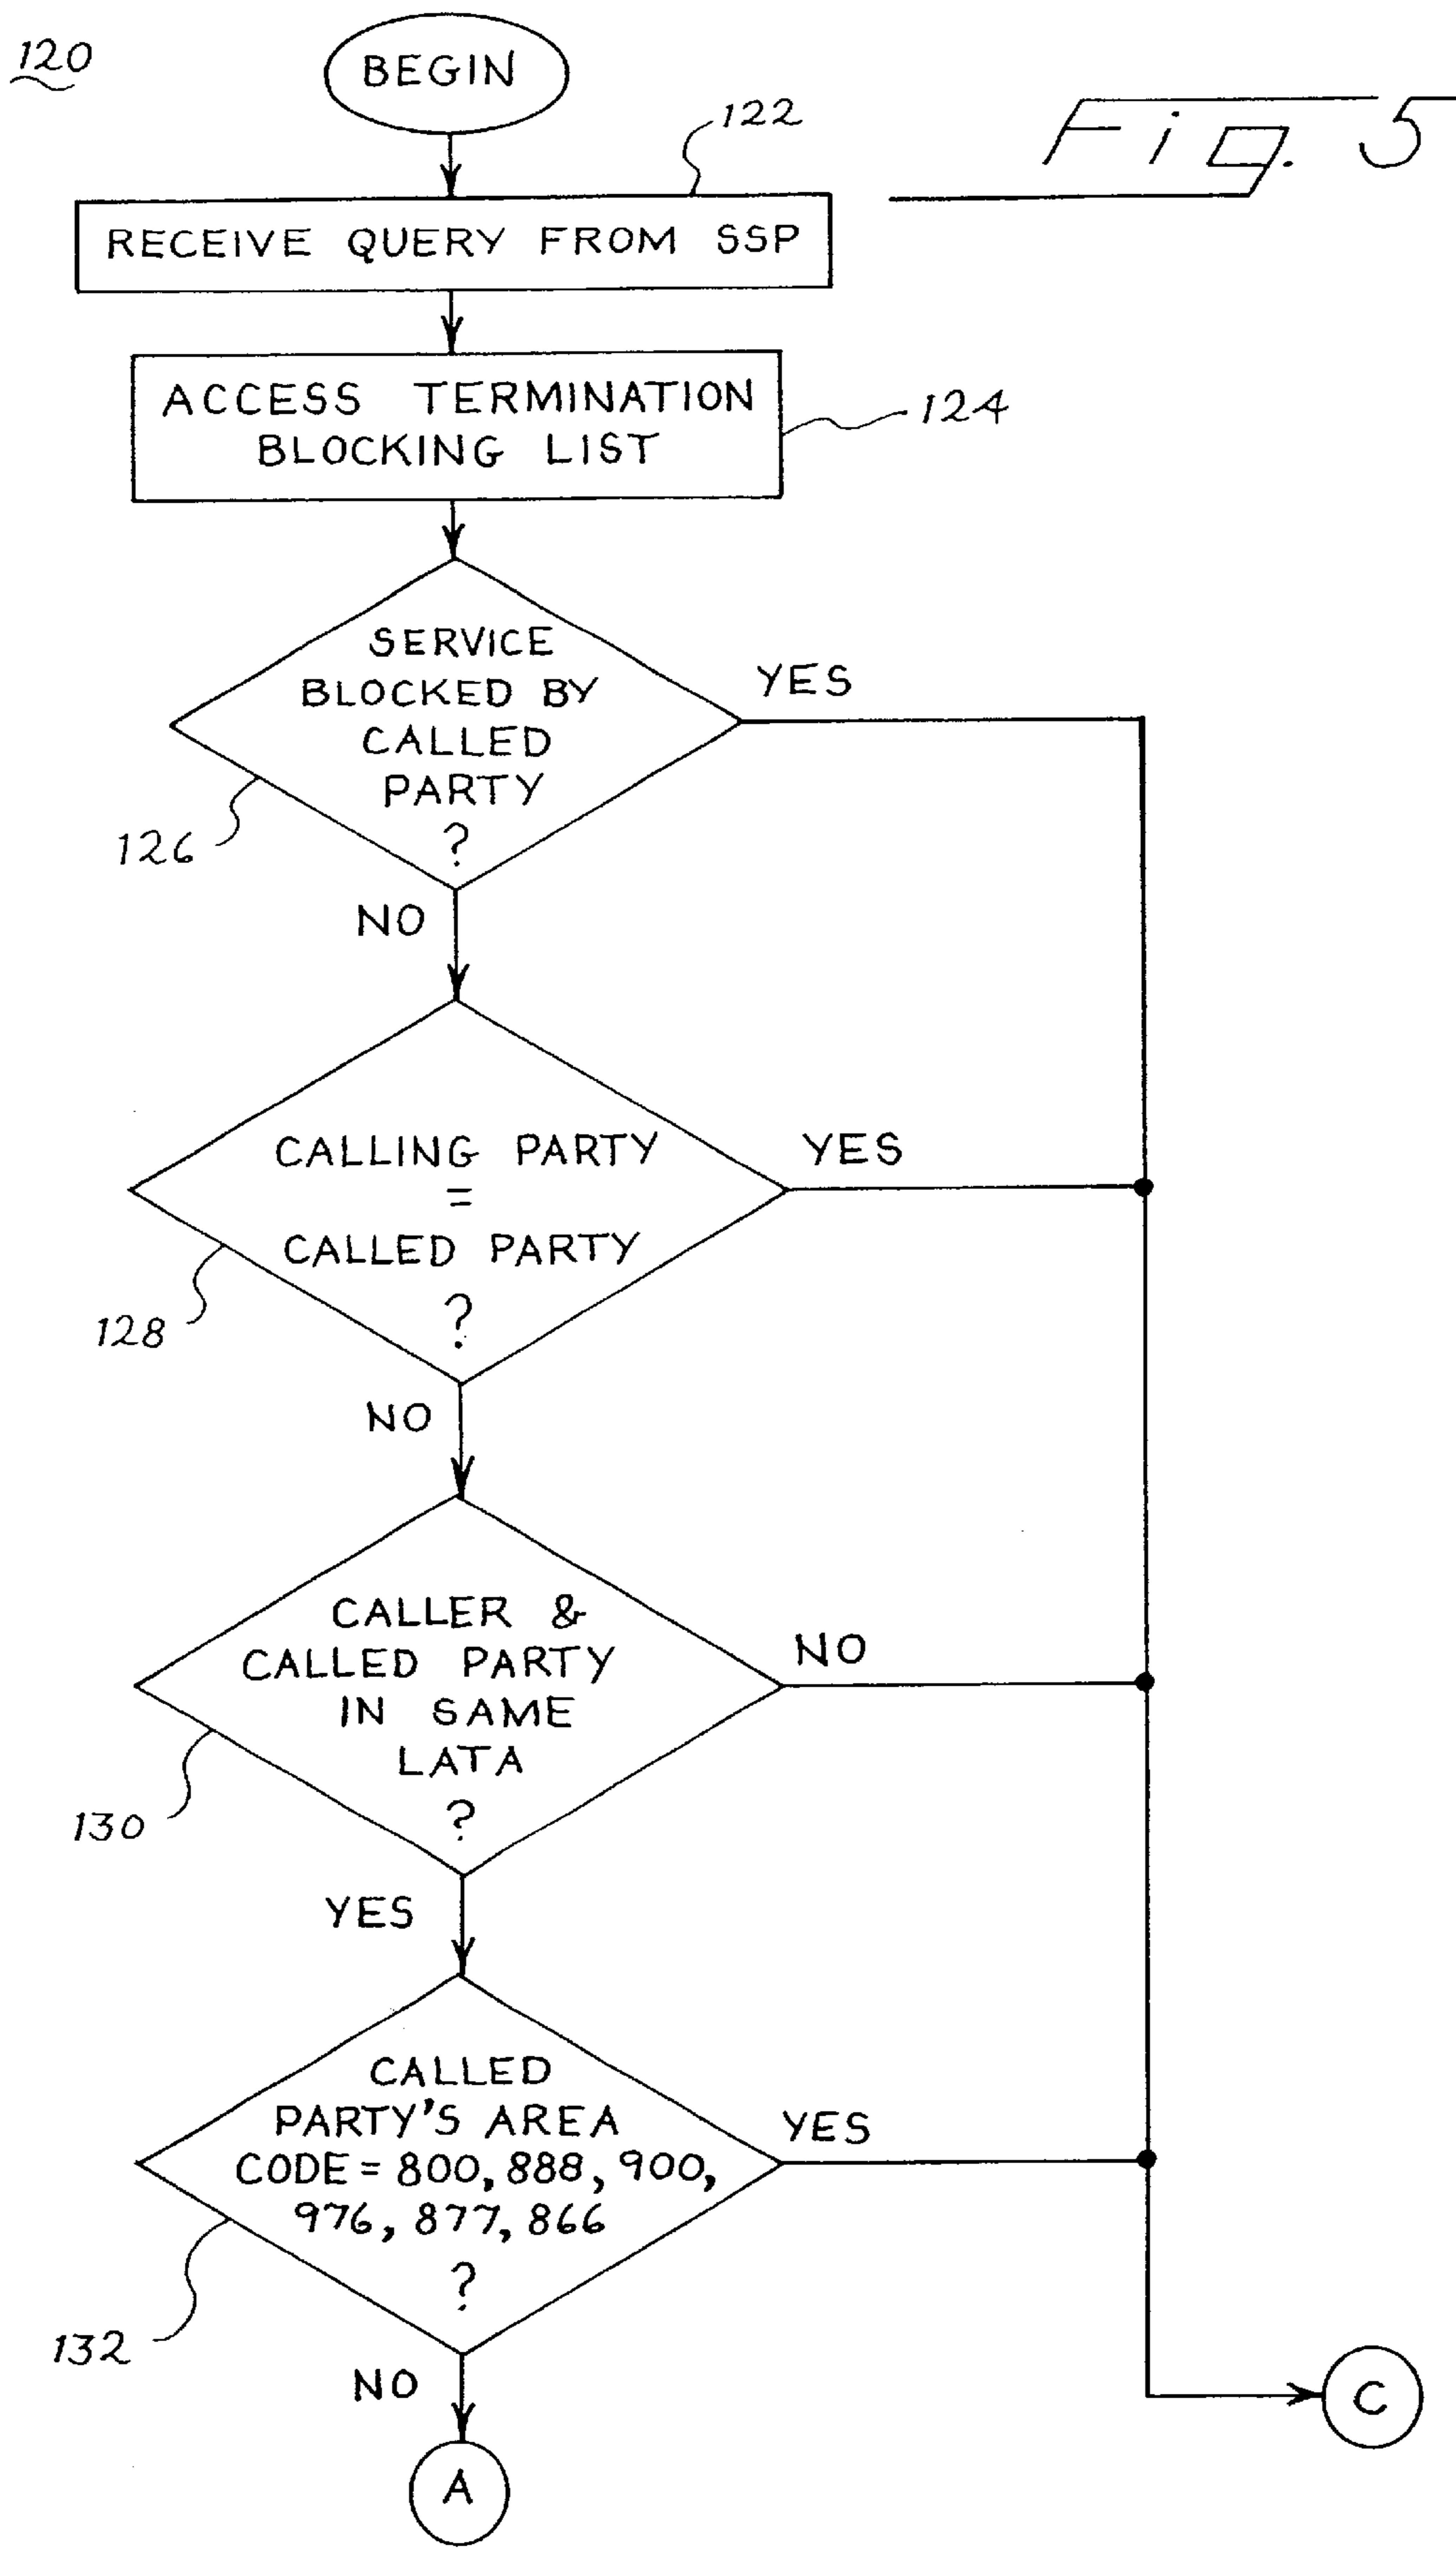 120
BEGIN
Fig. 5
122
RECEIVE QUERY FROM SSP
ACCESS TERMINATION
BLOCKING LIST
124
SERVICE
BLOCKED BY
CALLED
PARTY
?
YES
126
NO
CALLING PARTY
=
CALLED PARTY
?
YES
128
NO
CALLER &
CALLED PARTY
IN SAME
LATA
?
NO
130
YES
CALLED
PARTY'S AREA
CODE = 800, 888, 900,
976, 877, 866
?
YES
132
NO
C
A